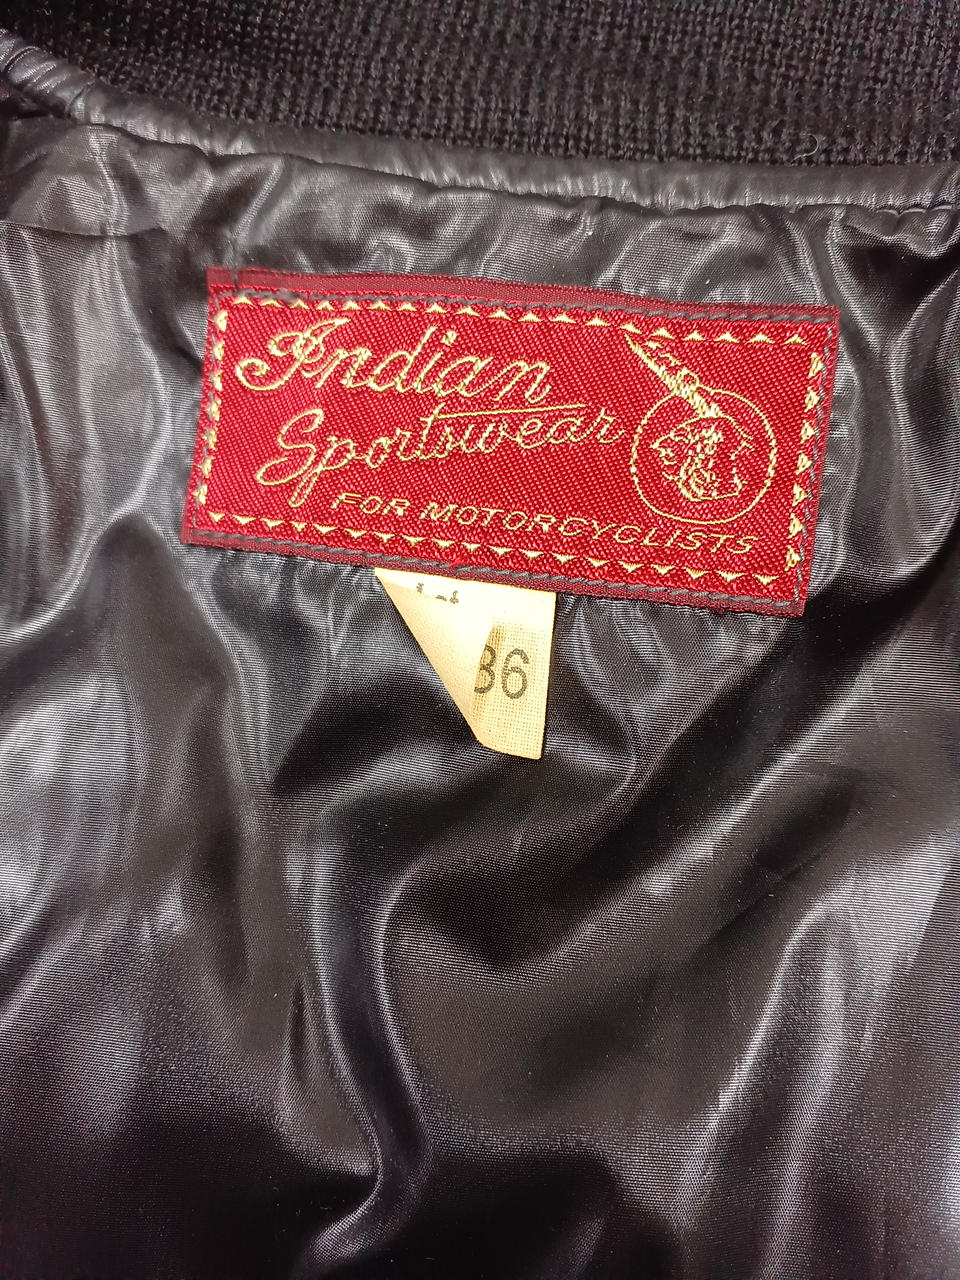 Indian
Sportswear
FOR MOTORCYCLISTS
36